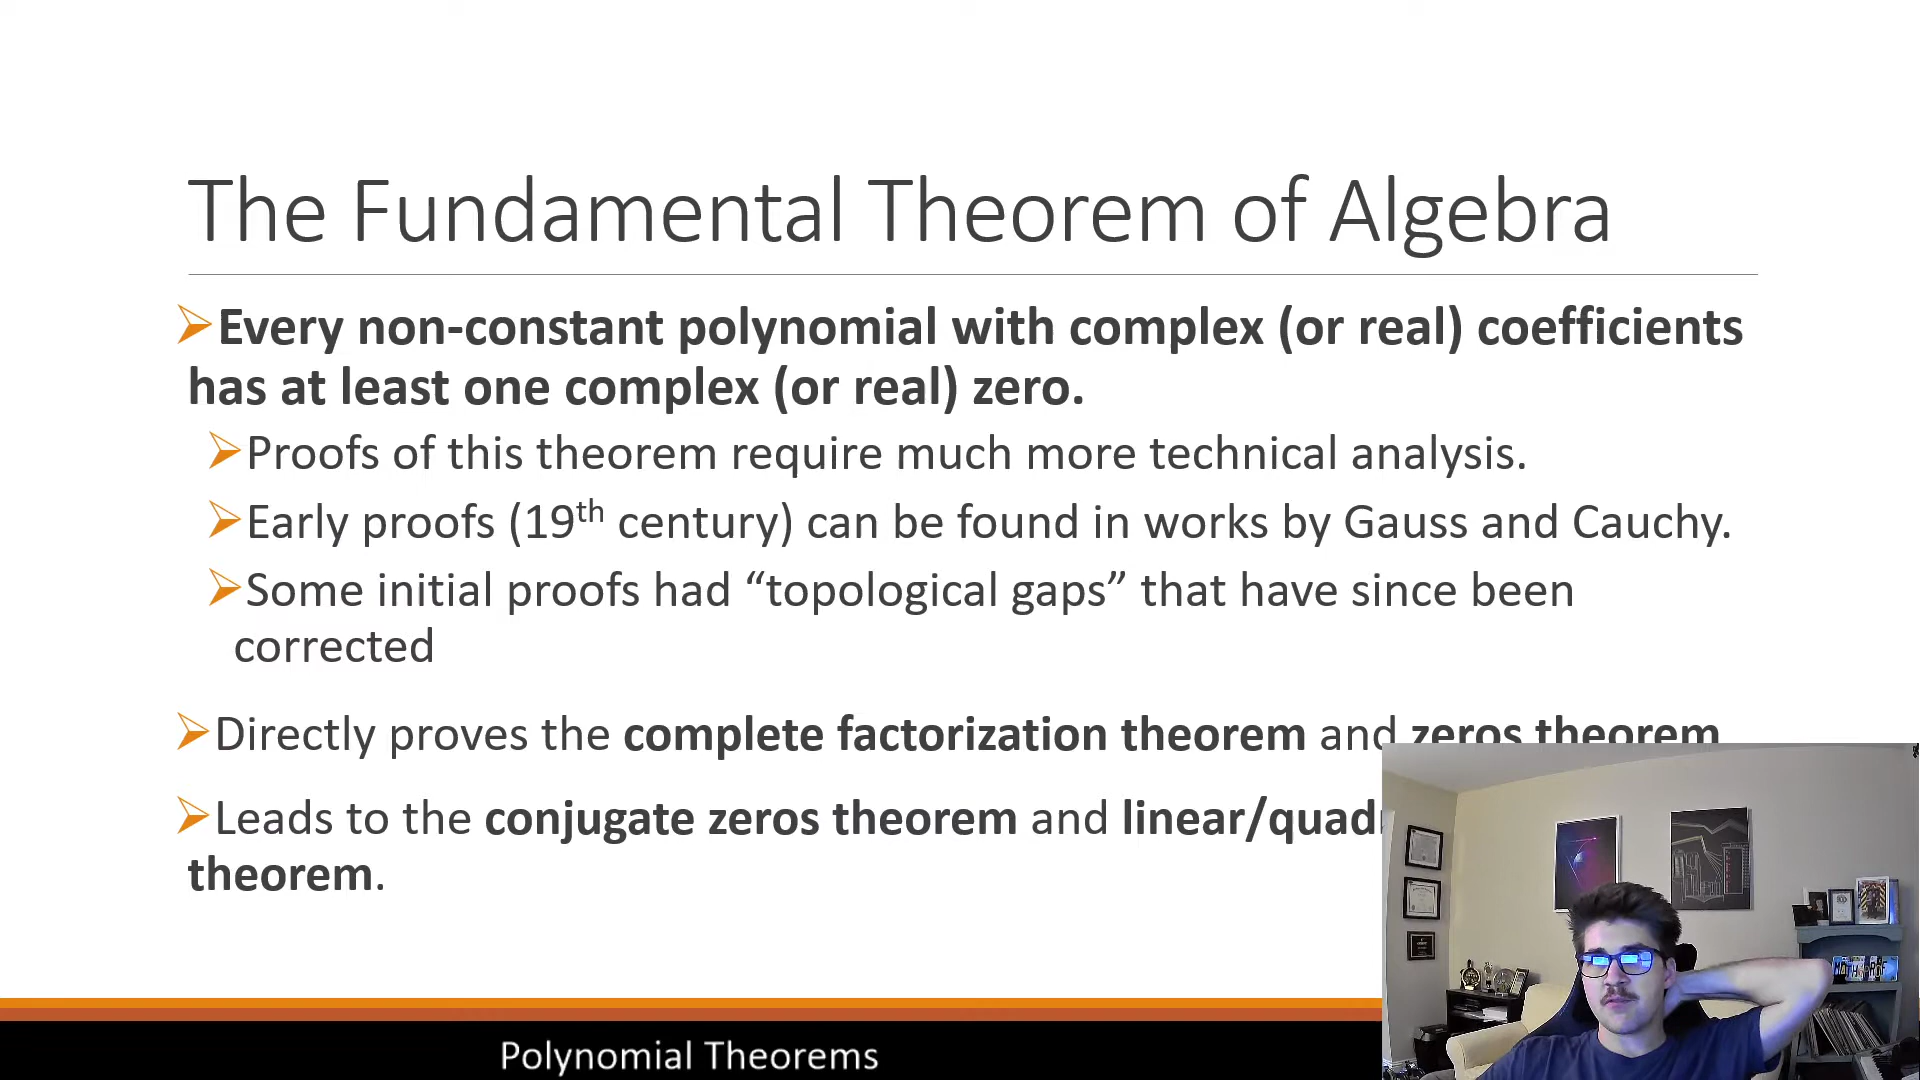 The Fundamental Theorem of Algebra
➢Every non-constant polynomial with complex (or real) coefficients
has at least one complex (or real) zero.
➢Proofs of this theorem require much more technical analysis.
➢Early proofs (19th century) can be found in works by Gauss and Cauchy.
➢Some initial proofs had “topological gaps” that have since been
corrected
➢Directly proves the complete factorization theorem and zeros theorem
➢Leads to the conjugate zeros theorem and linear/quad
theorem.
Polynomial Theorems